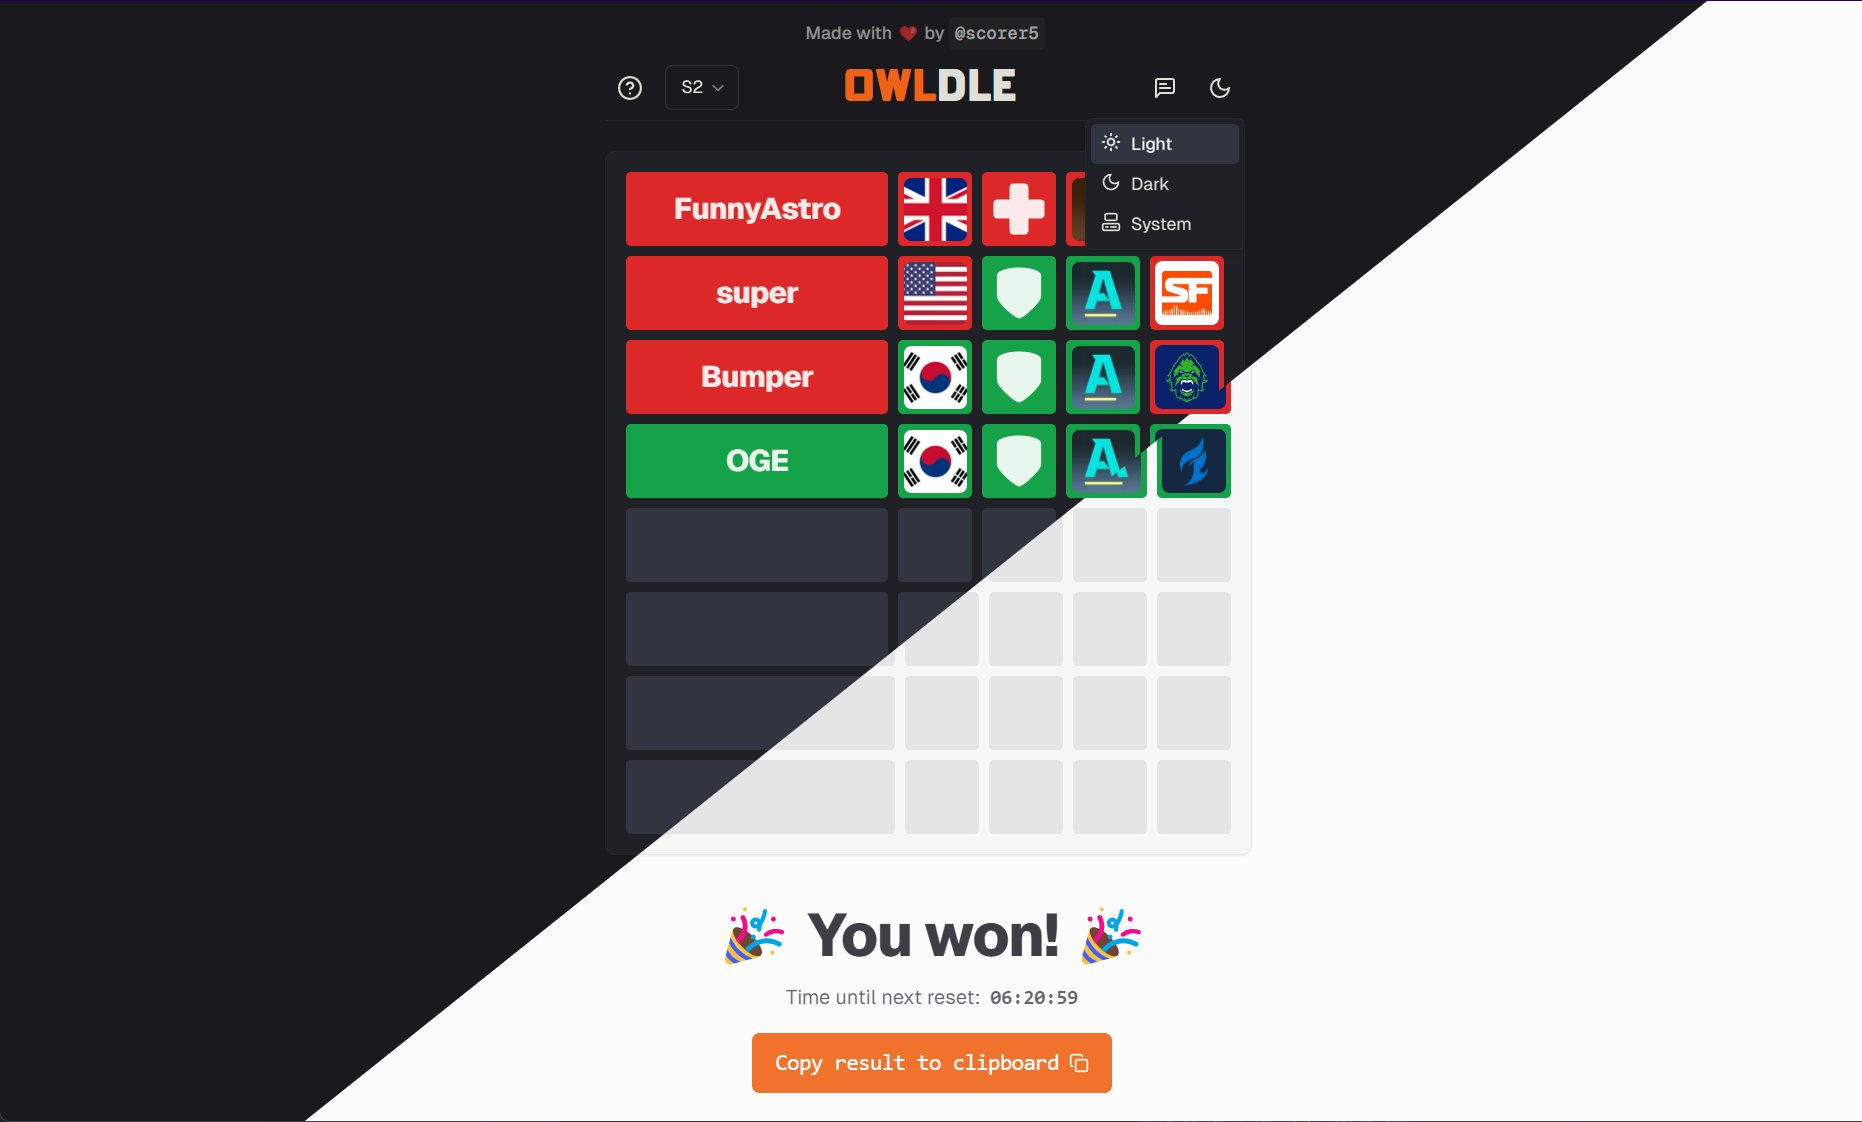 Made with ❤️ by @scorer5
S2
OWLDLE
Light
Dark
System
FunnyAstro
super
A
SF
Bumper
A
OGE
A
🎉 You won! 🎉
Time until next reset: 06:20:59
Copy result to clipboard